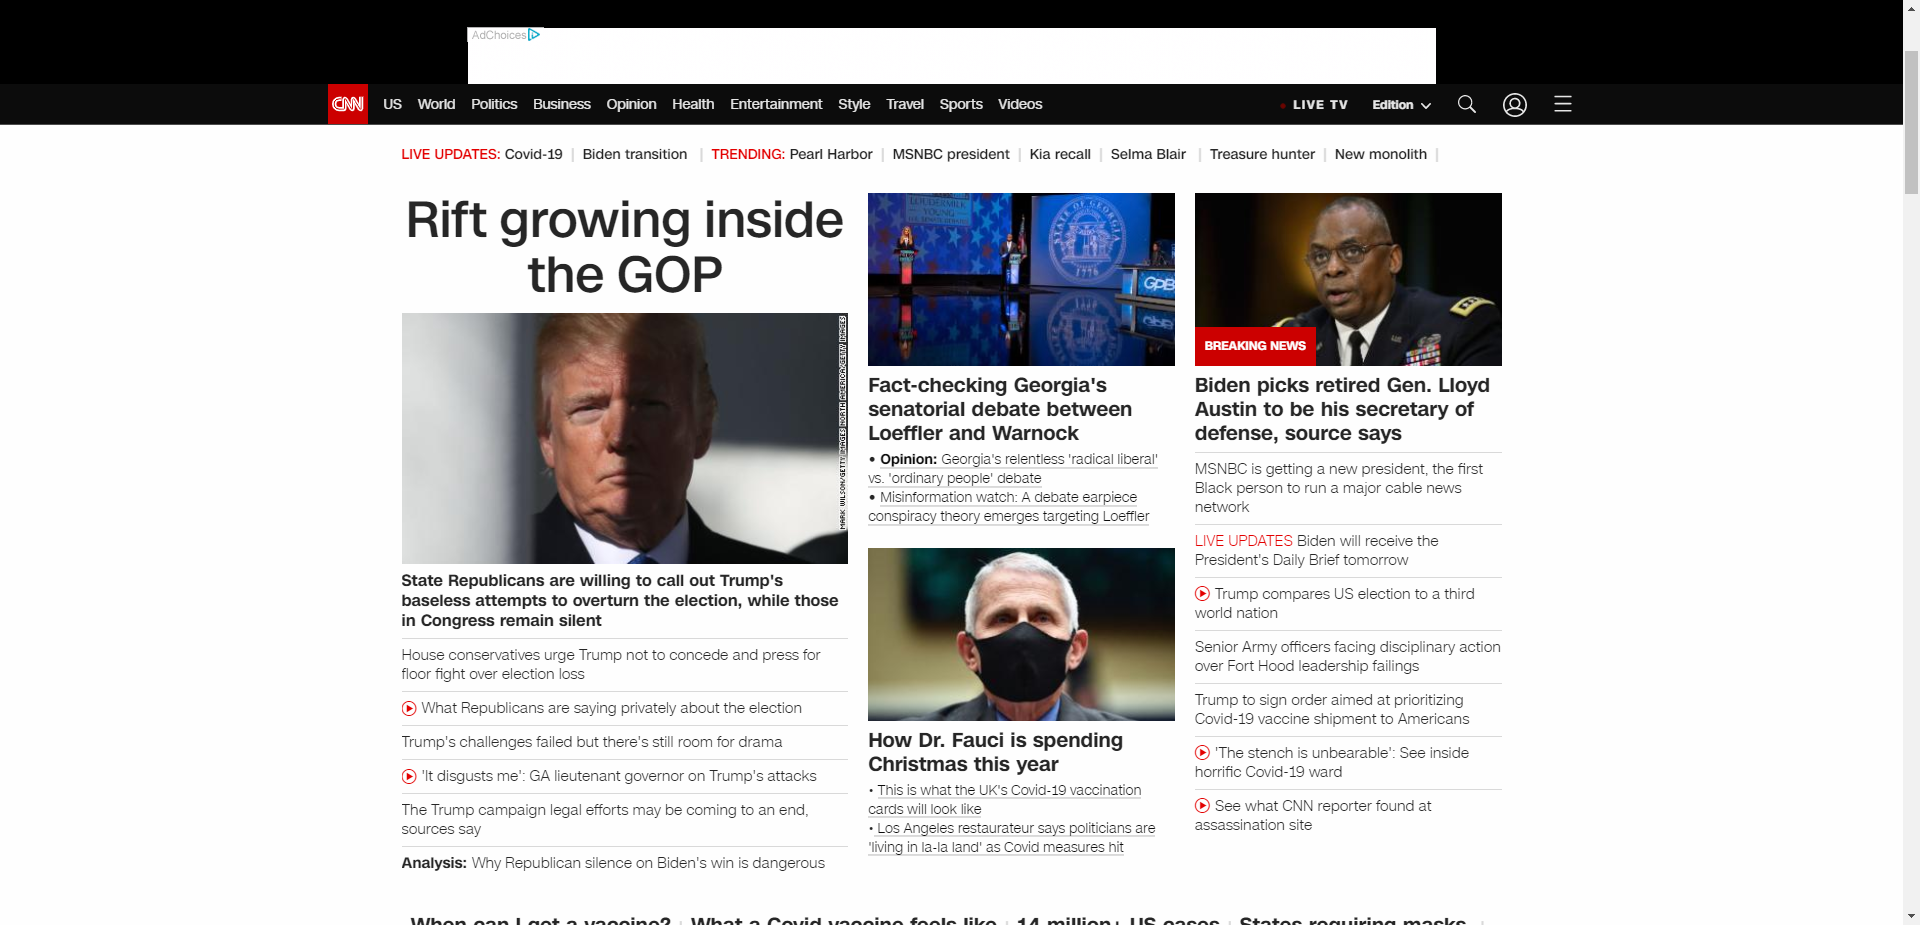 AdChoices
CNN
US World Politics Business Opinion Health Entertainment Style Travel Sports Videos
LIVE TV Edition
LIVE UPDATES: Covid-19 | Biden transition | TRENDING: Pearl Harbor | MSNBC president | Kia recall | Selma Blair | Treasure hunter | New monolith |
Rift growing inside
the GOP
MARK WILSON/GETTY IMAGES NORTH AMERICA/GETTY IMAGES
State Republicans are willing to call out Trump's
baseless attempts to overturn the election, while those
in Congress remain silent
House conservatives urge Trump not to concede and press for
floor fight over election loss
What Republicans are saying privately about the election
Trump's challenges failed but there's still room for drama
'It disgusts me': GA lieutenant governor on Trump's attacks
The Trump campaign legal efforts may be coming to an end,
sources say
Analysis: Why Republican silence on Biden's win is dangerous
LOUDERMILK
YOUNG
STATE OF GEORGIA
1776
GPB
Fact-checking Georgia's
senatorial debate between
Loeffler and Warnock
• Opinion: Georgia's relentless 'radical liberal'
vs. 'ordinary people' debate
• Misinformation watch: A debate earpiece
conspiracy theory emerges targeting Loeffler
How Dr. Fauci is spending
Christmas this year
• This is what the UK's Covid-19 vaccination
cards will look like
• Los Angeles restaurateur says politicians are
'living in la-la land' as Covid measures hit
BREAKING NEWS
Biden picks retired Gen. Lloyd
Austin to be his secretary of
defense, source says
MSNBC is getting a new president, the first
Black person to run a major cable news
network
LIVE UPDATES Biden will receive the
President's Daily Brief tomorrow
Trump compares US election to a third
world nation
Senior Army officers facing disciplinary action
over Fort Hood leadership failings
Trump to sign order aimed at prioritizing
Covid-19 vaccine shipment to Americans
'The stench is unbearable': See inside
horrific Covid-19 ward
See what CNN reporter found at
assassination site
When can I get a vaccine? | What a Covid vaccine feels like | 14 million+ US cases | States requiring masks |